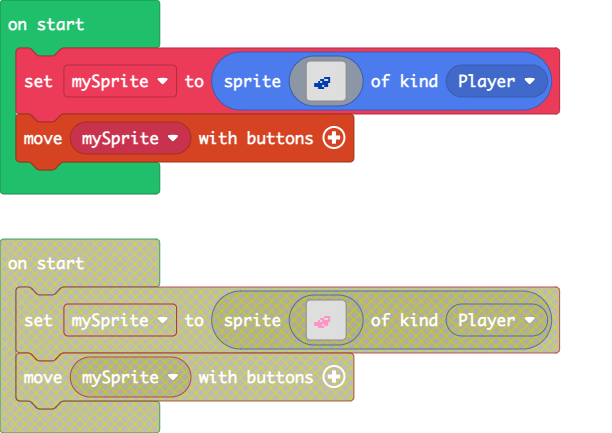 on start
set mySprite to sprite of kind Player
move mySprite with buttons
on start
set mySprite to sprite of kind Player
move mySprite with buttons